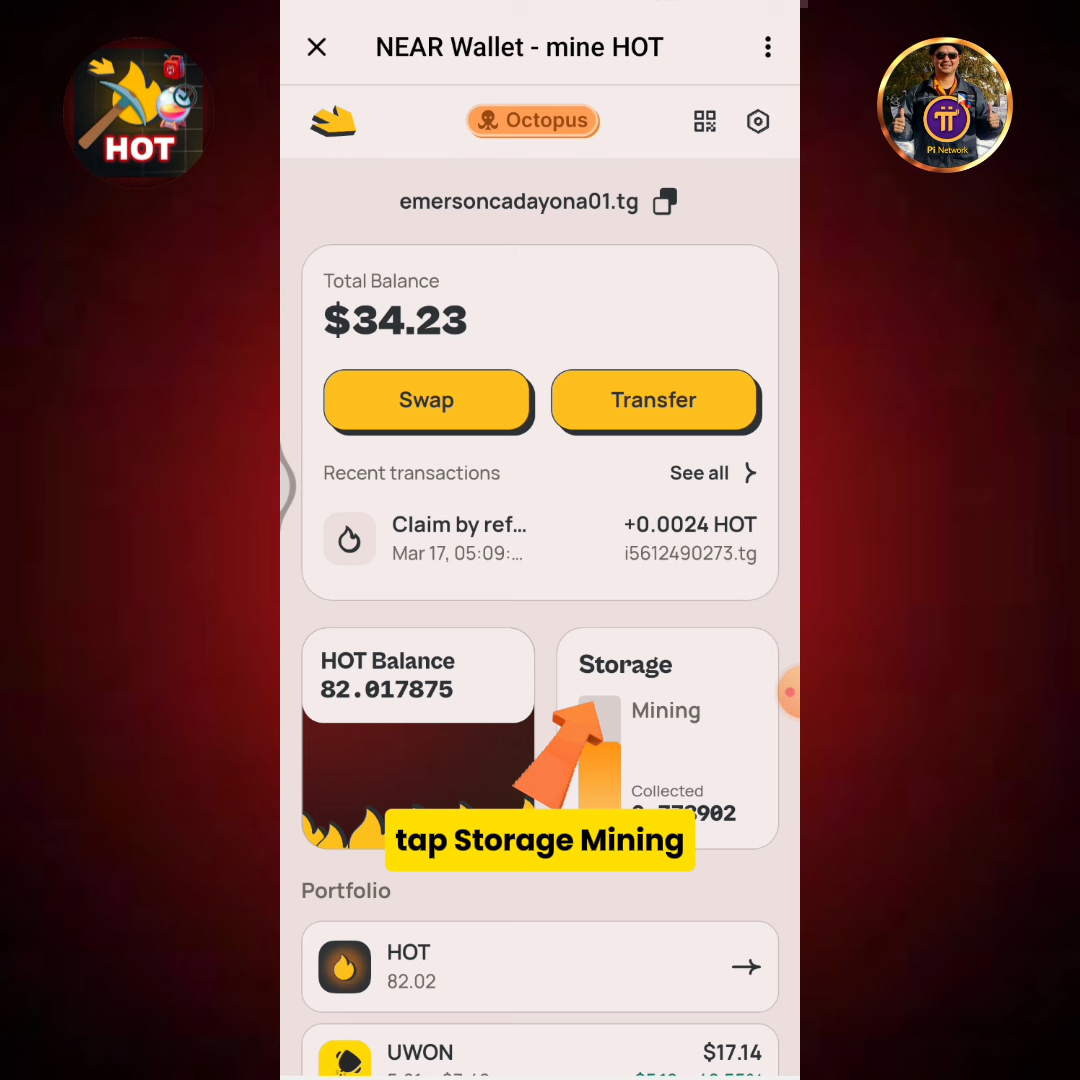 NEAR Wallet - mine HOT
HOT
Octopus
Pi Network
emersoncadayona01.tg
Total Balance
$34.23
Swap
Transfer
Recent transactions
See all
Claim by ref...
+0.0024 HOT
Mar 17, 05:09:...
i5612490273.tg
HOT Balance
82.017875
Storage
Mining
Collected
tap Storage Mining
Portfolio
HOT
82.02
UWON
$17.14